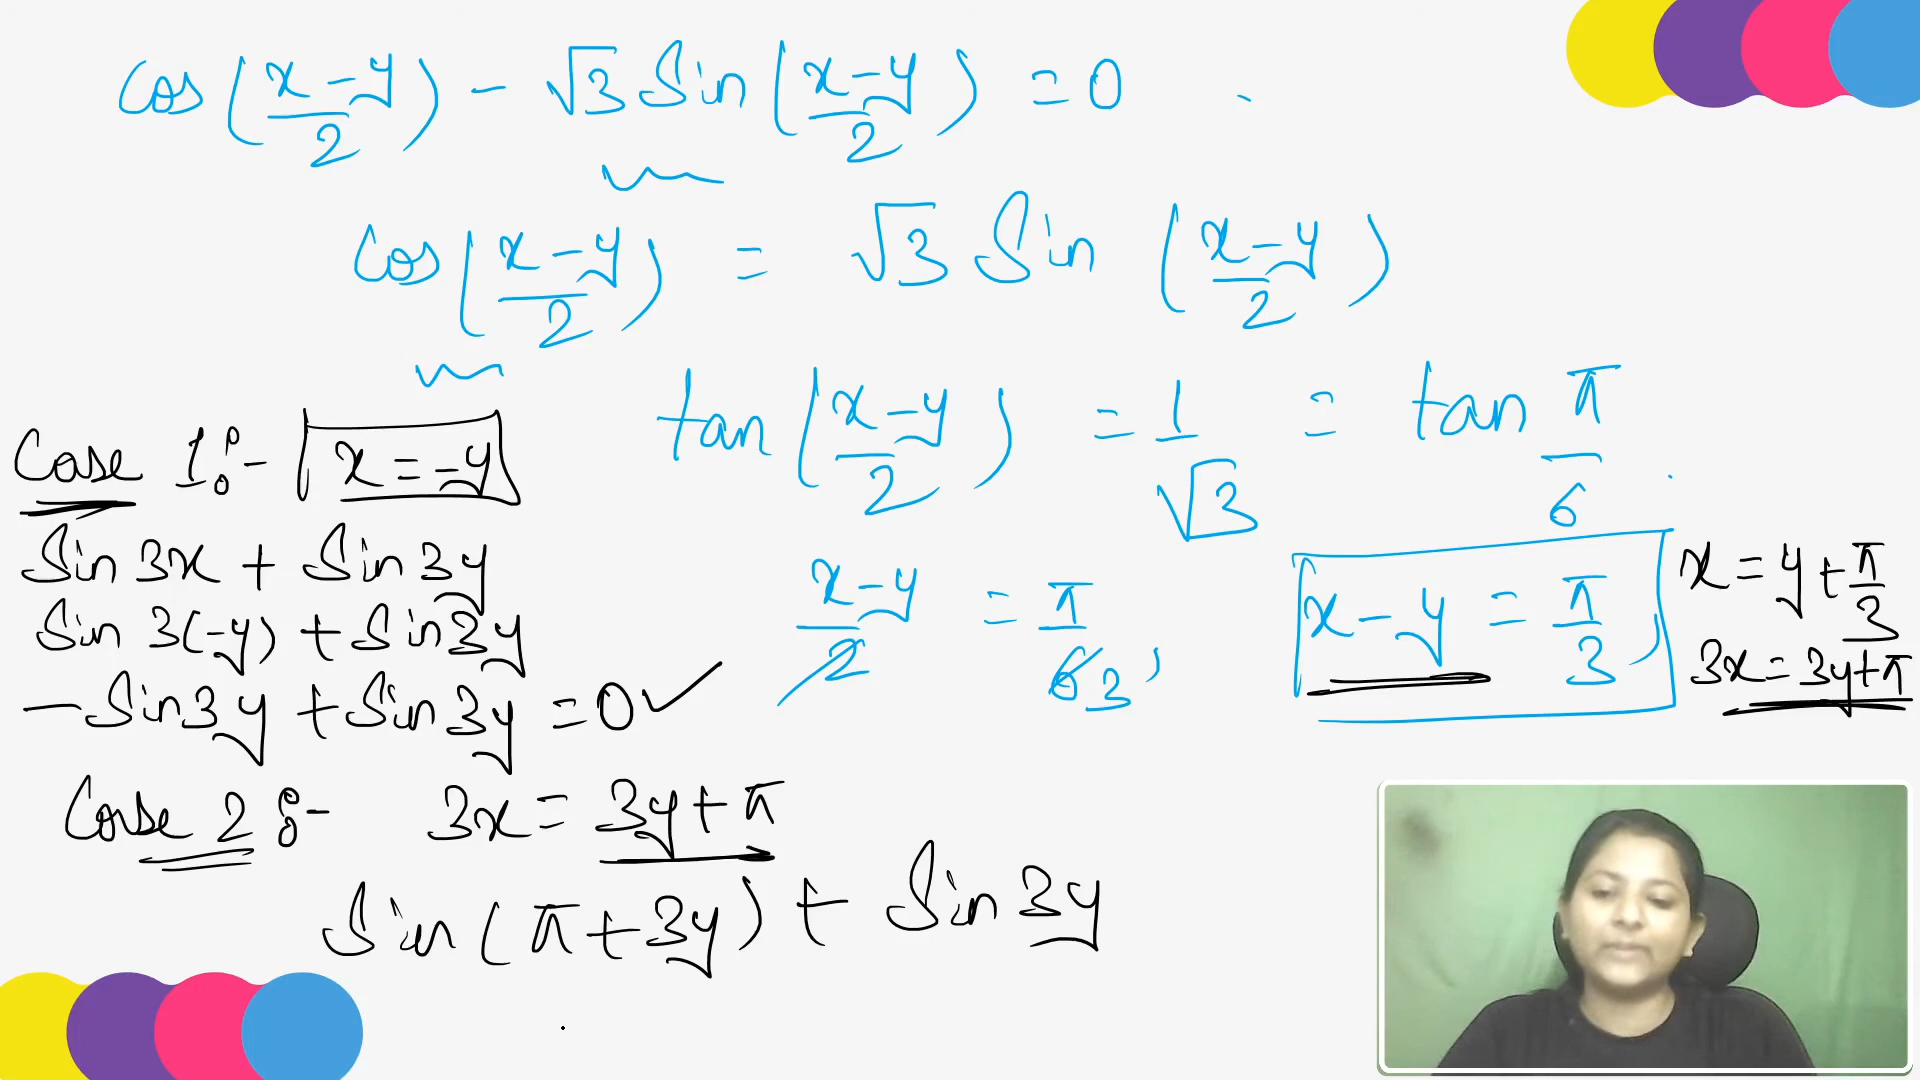 cos(x-y/2) - √3 Sin(x-y/2) = 0
cos(x-y/2) = √3 Sin (x-y/2)
tan(x-y/2) = 1/√3 = tan π/6
x-y/2 = π/6 3,
x - y = π/3,
x = y + π/3
3x = 3y+π
Case 1:- x = -y
Sin 3x + Sin 3y
Sin 3(-y) + Sin 3y
-Sin 3y + Sin 3y = 0 ✓
Case 2 :- 3x = 3y + π
Sin (π+3y) + Sin 3y